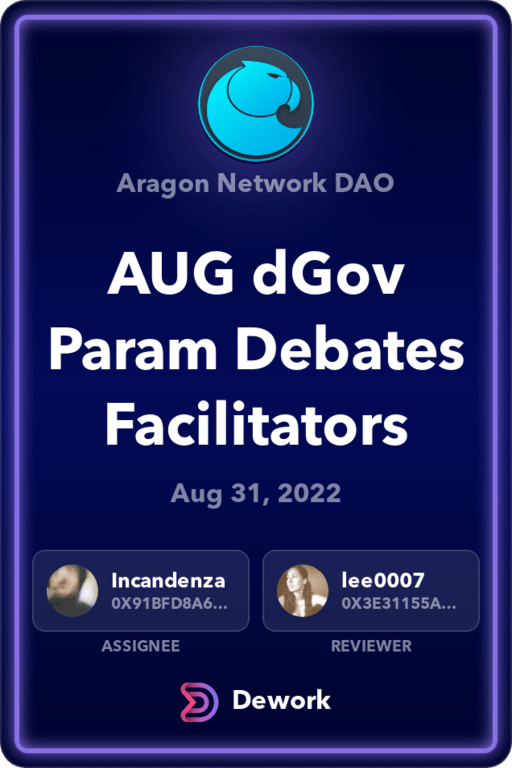 Aragon Network DAO
AUG dGov
Param Debates
Facilitators
Aug 31, 2022
Incandenza
0X91BFD8A6...
ASSIGNEE
lee0007
0X3E31155A...
REVIEWER
Dework